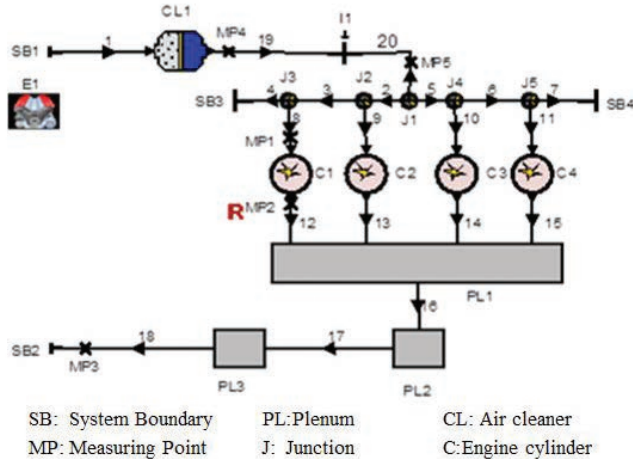 CL1
I1
SB1 1 MP4 19 20
MP5
E1
SB3 4 J3 3 J2 2 J1 5 J4 6 J5 7 SB4
8 9 10 11
MP1
C1 C2 C3 C4
R MP2
12 13 14 15
PL1
16
SB2 18 17
MP3
PL3 PL2
SB: System Boundary PL:Plenum CL: Air cleaner
MP: Measuring Point J: Junction C:Engine cylinder